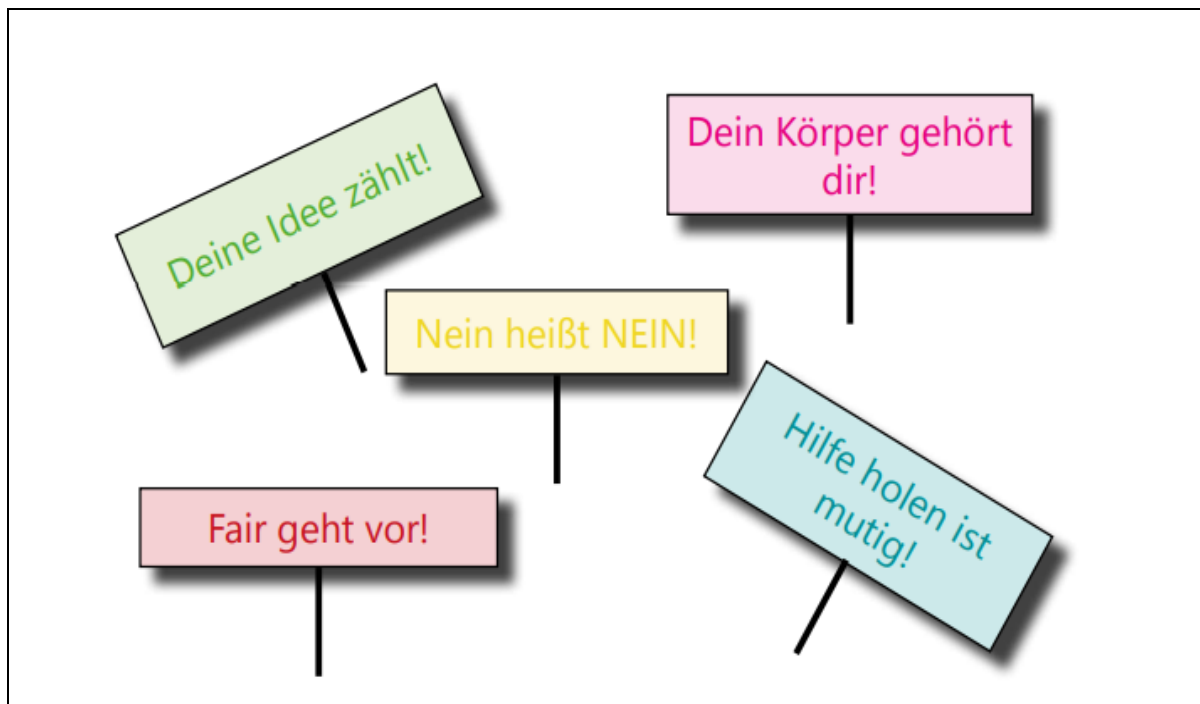 Deine Idee zählt!
Dein Körper gehört
dir!
Nein heißt NEIN!
Hilfe holen ist
mutig!
Fair geht vor!